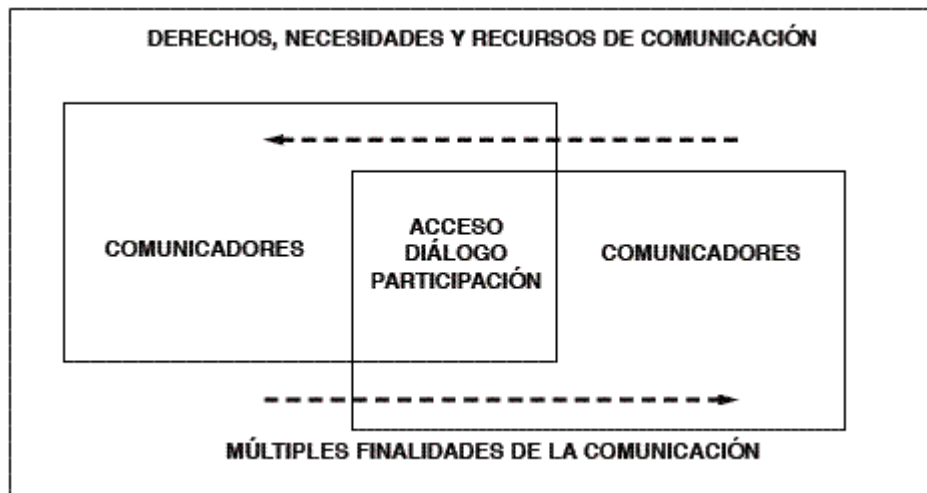 DERECHOS, NECESIDADES Y RECURSOS DE COMUNICACIÓN
COMUNICADORES
ACCESO
DIÁLOGO
PARTICIPACIÓN
COMUNICADORES
MÚLTIPLES FINALIDADES DE LA COMUNICACIÓN